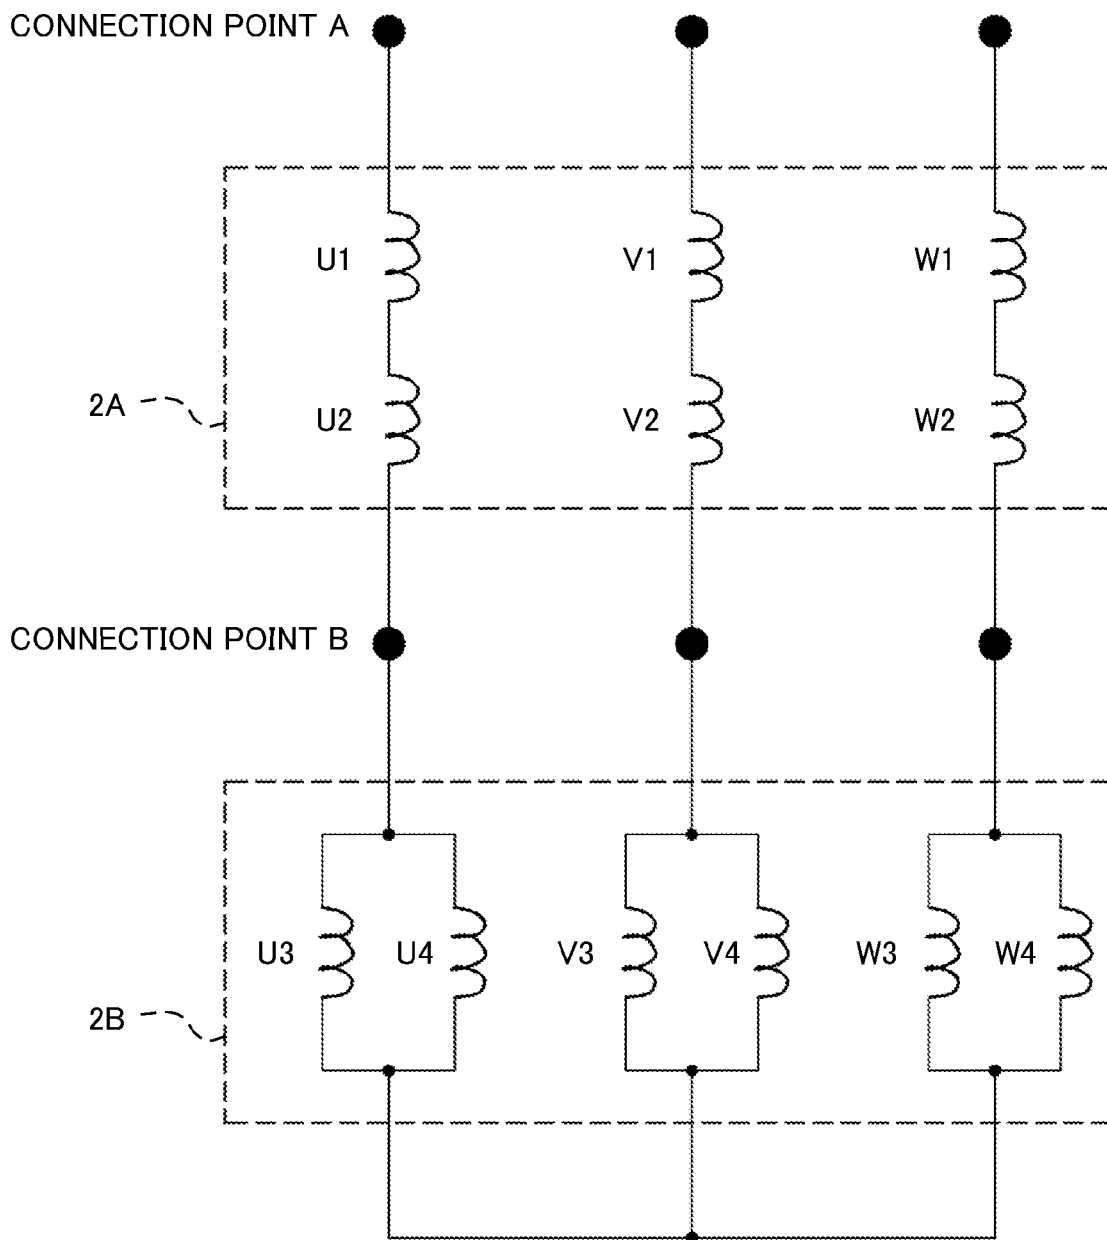 CONNECTION POINT A
U1 V1 W1
2A U2 V2 W2
CONNECTION POINT B
U3 U4 V3 V4 W3 W4
2B